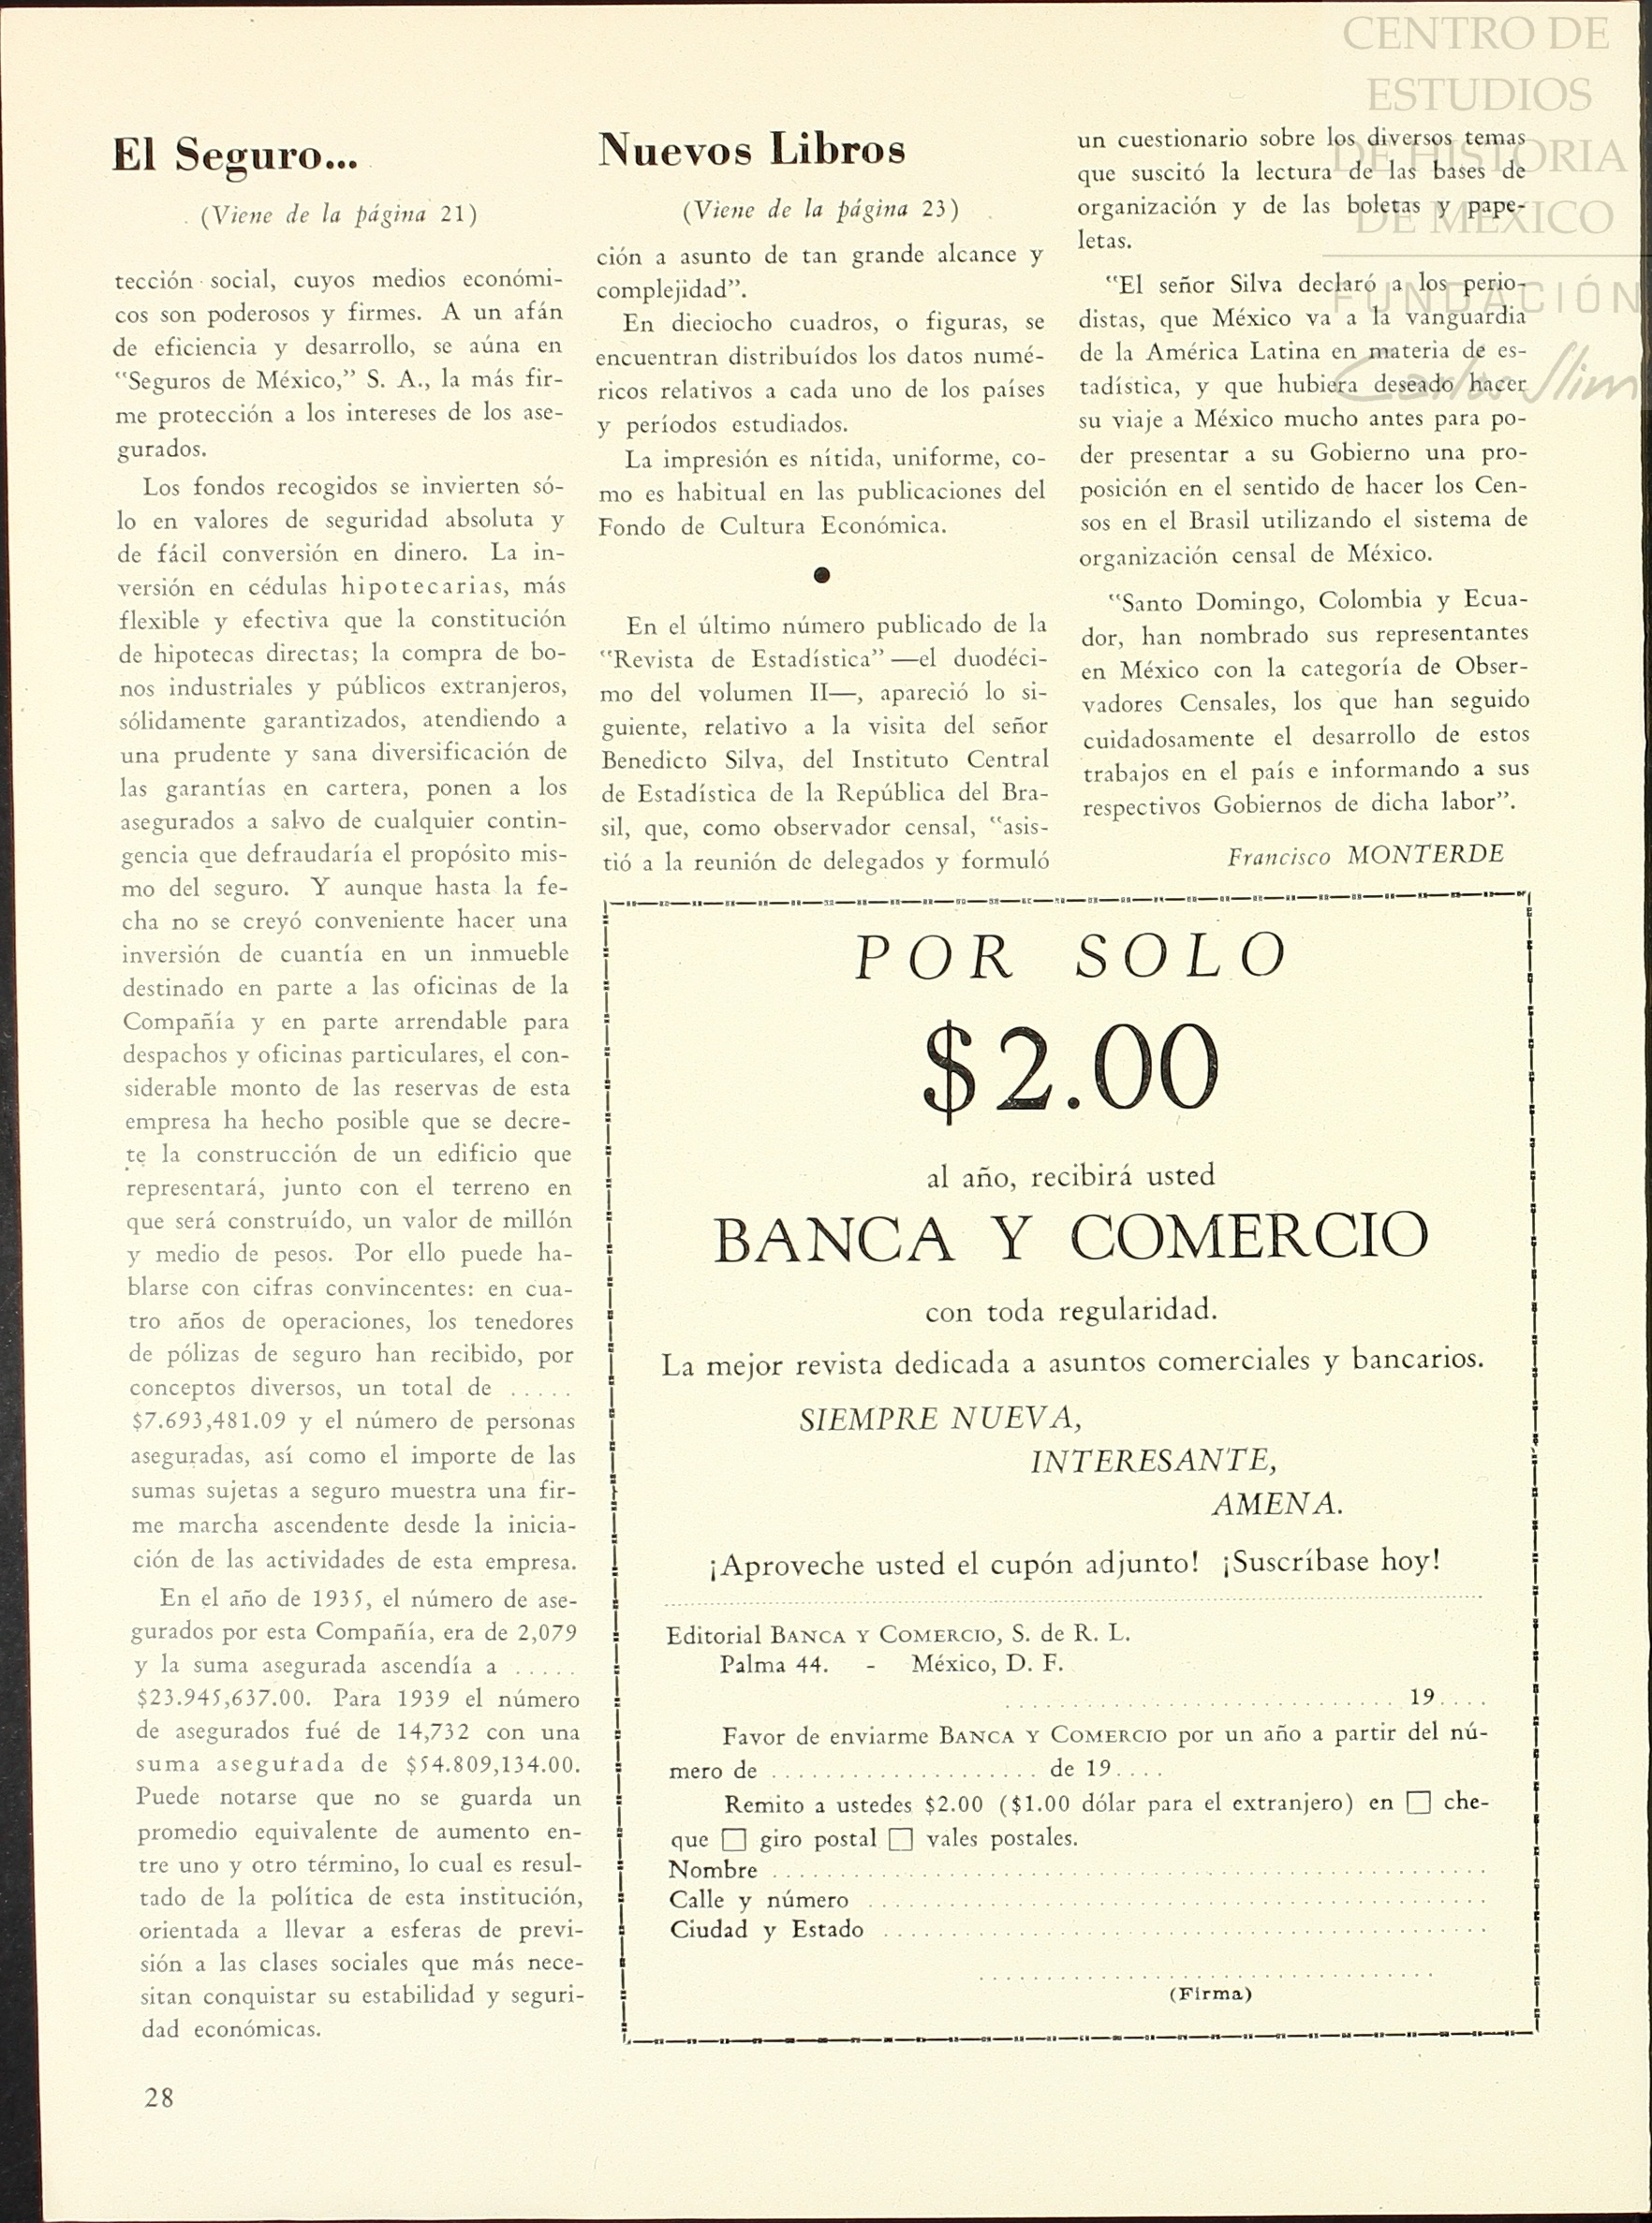 El Seguro...
(Viene de la página 21)
tección social, cuyos medios económi-
cos son poderosos y firmes. A un afán
de eficiencia y desarrollo, se aúna en
"Seguros de México," S. A., la más fir-
me protección a los intereses de los ase-
gurados.
Los fondos recogidos se invierten só-
lo en valores de seguridad absoluta y
de fácil conversión en dinero. La in-
versión en cédulas hipotecarias, más
flexible y efectiva que la constitución
de hipotecas directas; la compra de bo-
nos industriales y públicos extranjeros,
sólidamente garantizados, atendiendo a
una prudente y sana diversificación de
las garantías en cartera, ponen a los
asegurados a salvo de cualquier contin-
gencia que defraudaría el propósito mis-
mo del seguro. Y aunque hasta la fe-
cha no se creyó conveniente hacer una
inversión de cuantía en un inmueble
destinado en parte a las oficinas de la
Compañía y en parte arrendable para
despachos y oficinas particulares, el con-
siderable monto de las reservas de esta
empresa ha hecho posible que se decre-
te la construcción de un edificio que
representará, junto con el terreno en
que será construído, un valor de millón
y medio de pesos. Por ello puede ha-
blarse con cifras convincentes: en cua-
tro años de operaciones, los tenedores
de pólizas de seguro han recibido, por
conceptos diversos, un total de .....
$7.693,481.09 y el número de personas
aseguradas, así como el importe de las
sumas sujetas a seguro muestra una fir-
me marcha ascendente desde la inicia-
ción de las actividades de esta empresa.
En el año de 1935, el número de ase-
gurados por esta Compañía, era de 2,079
y la suma asegurada ascendía a .....
$23.945,637.00. Para 1939 el número
de asegurados fué de 14,732 con una
suma asegurada de $54.809,134.00.
Puede notarse que no se guarda un
promedio equivalente de aumento en-
tre uno y otro término, lo cual es resul-
tado de la política de esta institución,
orientada a llevar a esferas de previ-
sión a las clases sociales que más nece-
sitan conquistar su estabilidad y seguri-
dad económicas.
28
Nuevos Libros
(Viene de la página 23)
ción a asunto de tan grande alcance y
complejidad".
En dieciocho cuadros, o figuras, se
encuentran distribuídos los datos numé-
ricos relativos a cada uno de los países
y períodos estudiados.
La impresión es nítida, uniforme, co-
mo es habitual en las publicaciones del
Fondo de Cultura Económica.
●
En el último número publicado de la
"Revista de Estadística" —el duodéci-
mo del volumen II—, apareció lo si-
guiente, relativo a la visita del señor
Benedicto Silva, del Instituto Central
de Estadística de la República del Bra-
sil, que, como observador censal, "asis-
tió a la reunión de delegados y formuló
un cuestionario sobre los diversos temas
que suscitó la lectura de las bases de
organización y de las boletas y pape-
letas.
"El señor Silva declaró a los perio-
distas, que México va a la vanguardia
de la América Latina en materia de es-
tadística, y que hubiera deseado hacer
su viaje a México mucho antes para po-
der presentar a su Gobierno una pro-
posición en el sentido de hacer los Cen-
sos en el Brasil utilizando el sistema de
organización censal de México.
"Santo Domingo, Colombia y Ecua-
dor, han nombrado sus representantes
en México con la categoría de Obser-
vadores Censales, los que han seguido
cuidadosamente el desarrollo de estos
trabajos en el país e informando a sus
respectivos Gobiernos de dicha labor".
Francisco MONTERDE
POR SOLO
$2.00
al año, recibirá usted
BANCA Y COMERCIO
con toda regularidad.
La mejor revista dedicada a asuntos comerciales y bancarios.
SIEMPRE NUEVA,
INTERESANTE,
AMENA.
¡Aproveche usted el cupón adjunto! ¡Suscríbase hoy!
Editorial BANCA Y COMERCIO, S. de R. L.
Palma 44. - México, D. F.
.............................. 19....
Favor de enviarme BANCA Y COMERCIO por un año a partir del nú-
mero de .................... de 19....
Remito a ustedes $2.00 ($1.00 dólar para el extranjero) en □ che-
que □ giro postal □ vales postales.
Nombre ..............................
Calle y número ..............................
Ciudad y Estado ..............................
(Firma)
CENTRO DE
ESTUDIOS
DE HISTORIA
DE MÉXICO
FUNDACIÓN
Carlos Slim